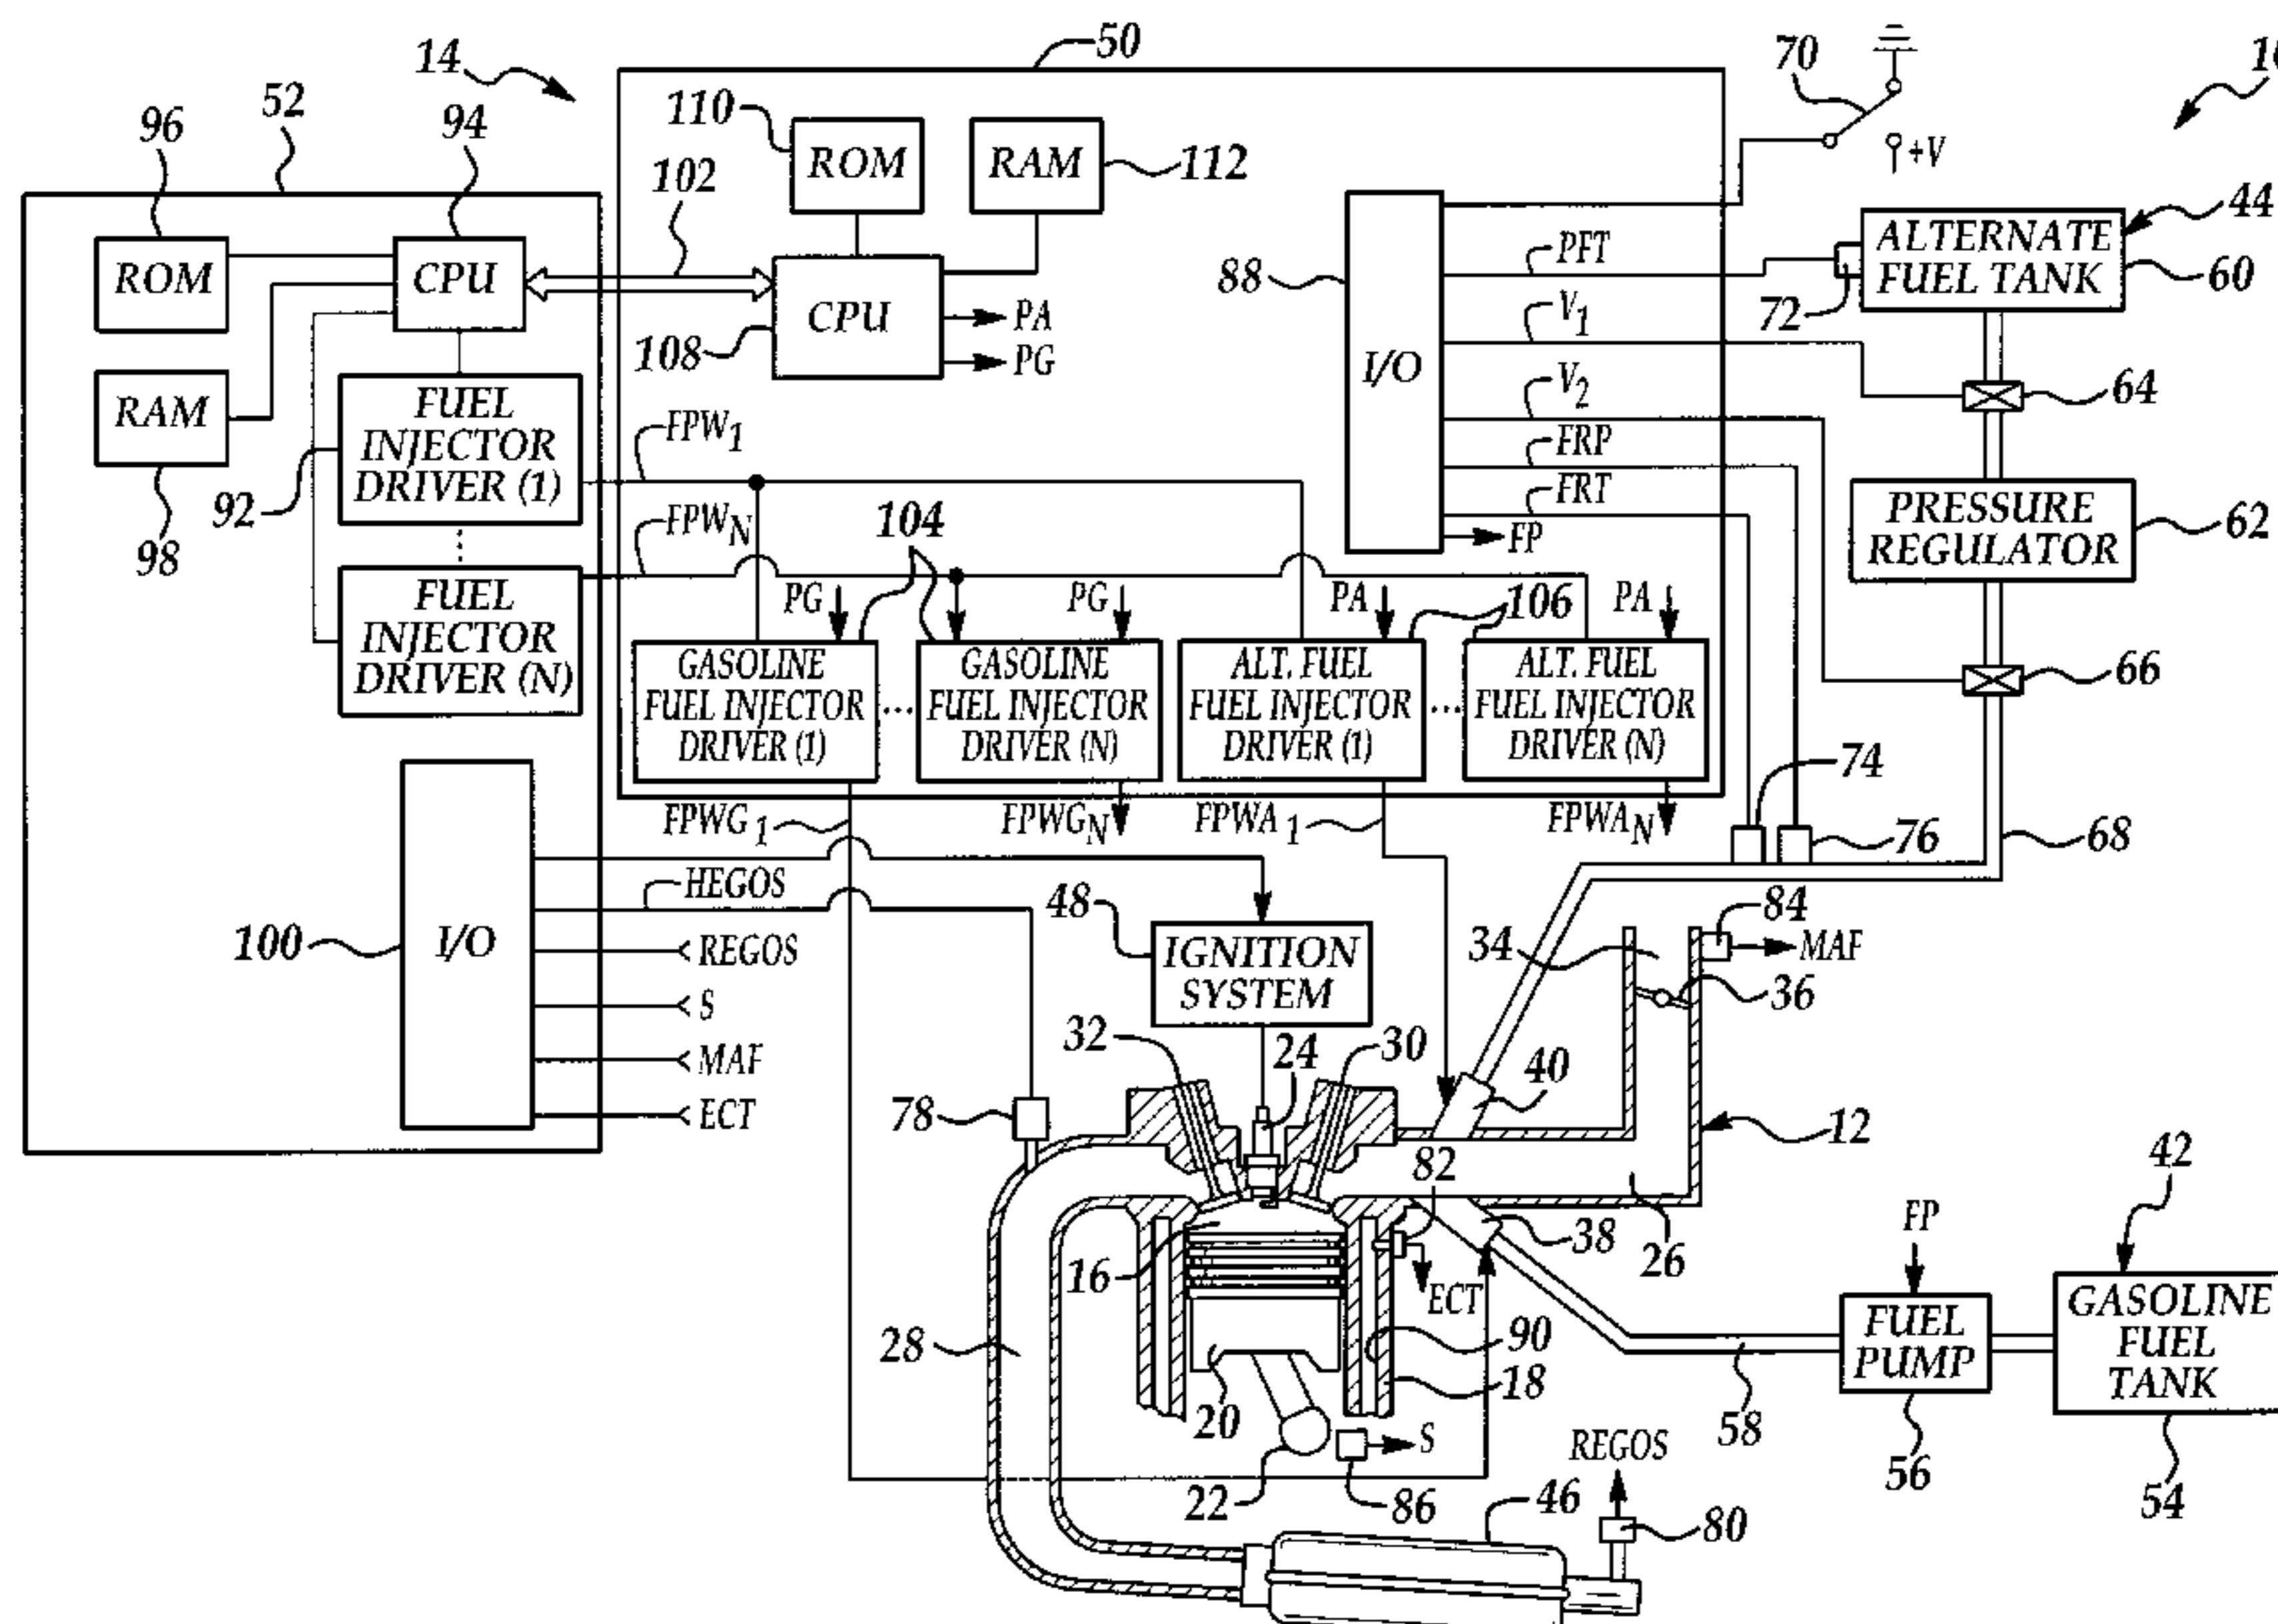 50
14
70
10
52
96
94
110
ROM
RAM
112
+V
102
44
ALTERNATE
FUEL TANK
60
ROM
CPU
CPU
PA
PG
108
88
PFT
72
V1
I/O
V2
64
FRP
FRT
FP
RAM
98
92
FUEL
INJECTOR
DRIVER (1)
FPW1
FPWN
104
PRESSURE
REGULATOR
62
FUEL
INJECTOR
DRIVER (N)
PG
PG
PA
106
PA
66
GASOLINE
FUEL INJECTOR
DRIVER (1)
...
GASOLINE
FUEL INJECTOR
DRIVER (N)
ALT. FUEL
FUEL INJECTOR
DRIVER (1)
...
ALT. FUEL
FUEL INJECTOR
DRIVER (N)
FPWG1
FPWGN
FPWA1
FPWAN
74
76
68
100
I/O
HEGOS
REGOS
S
MAF
ECT
48
IGNITION
SYSTEM
34
84
MAF
36
32
24
30
40
78
12
82
16
ECT
38
26
FP
42
28
90
18
20
22
S
86
58
FUEL
PUMP
56
GASOLINE
FUEL
TANK
54
REGOS
46
80